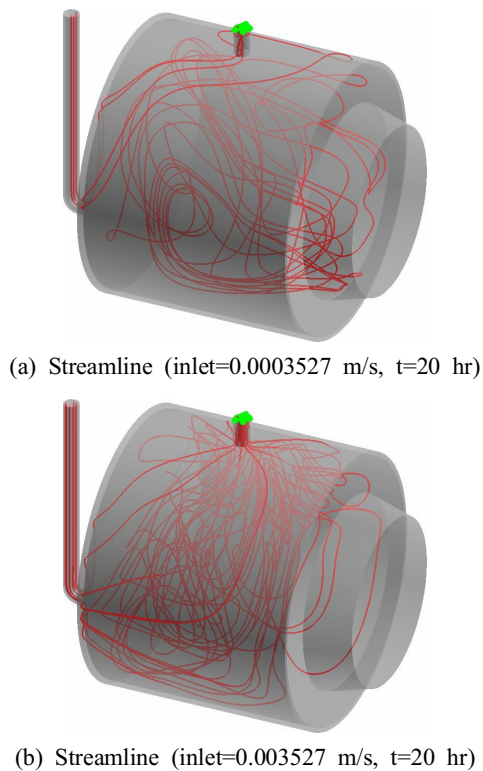 (a) Streamline (inlet=0.0003527 m/s, t=20 hr)
(b) Streamline (inlet=0.003527 m/s, t=20 hr)